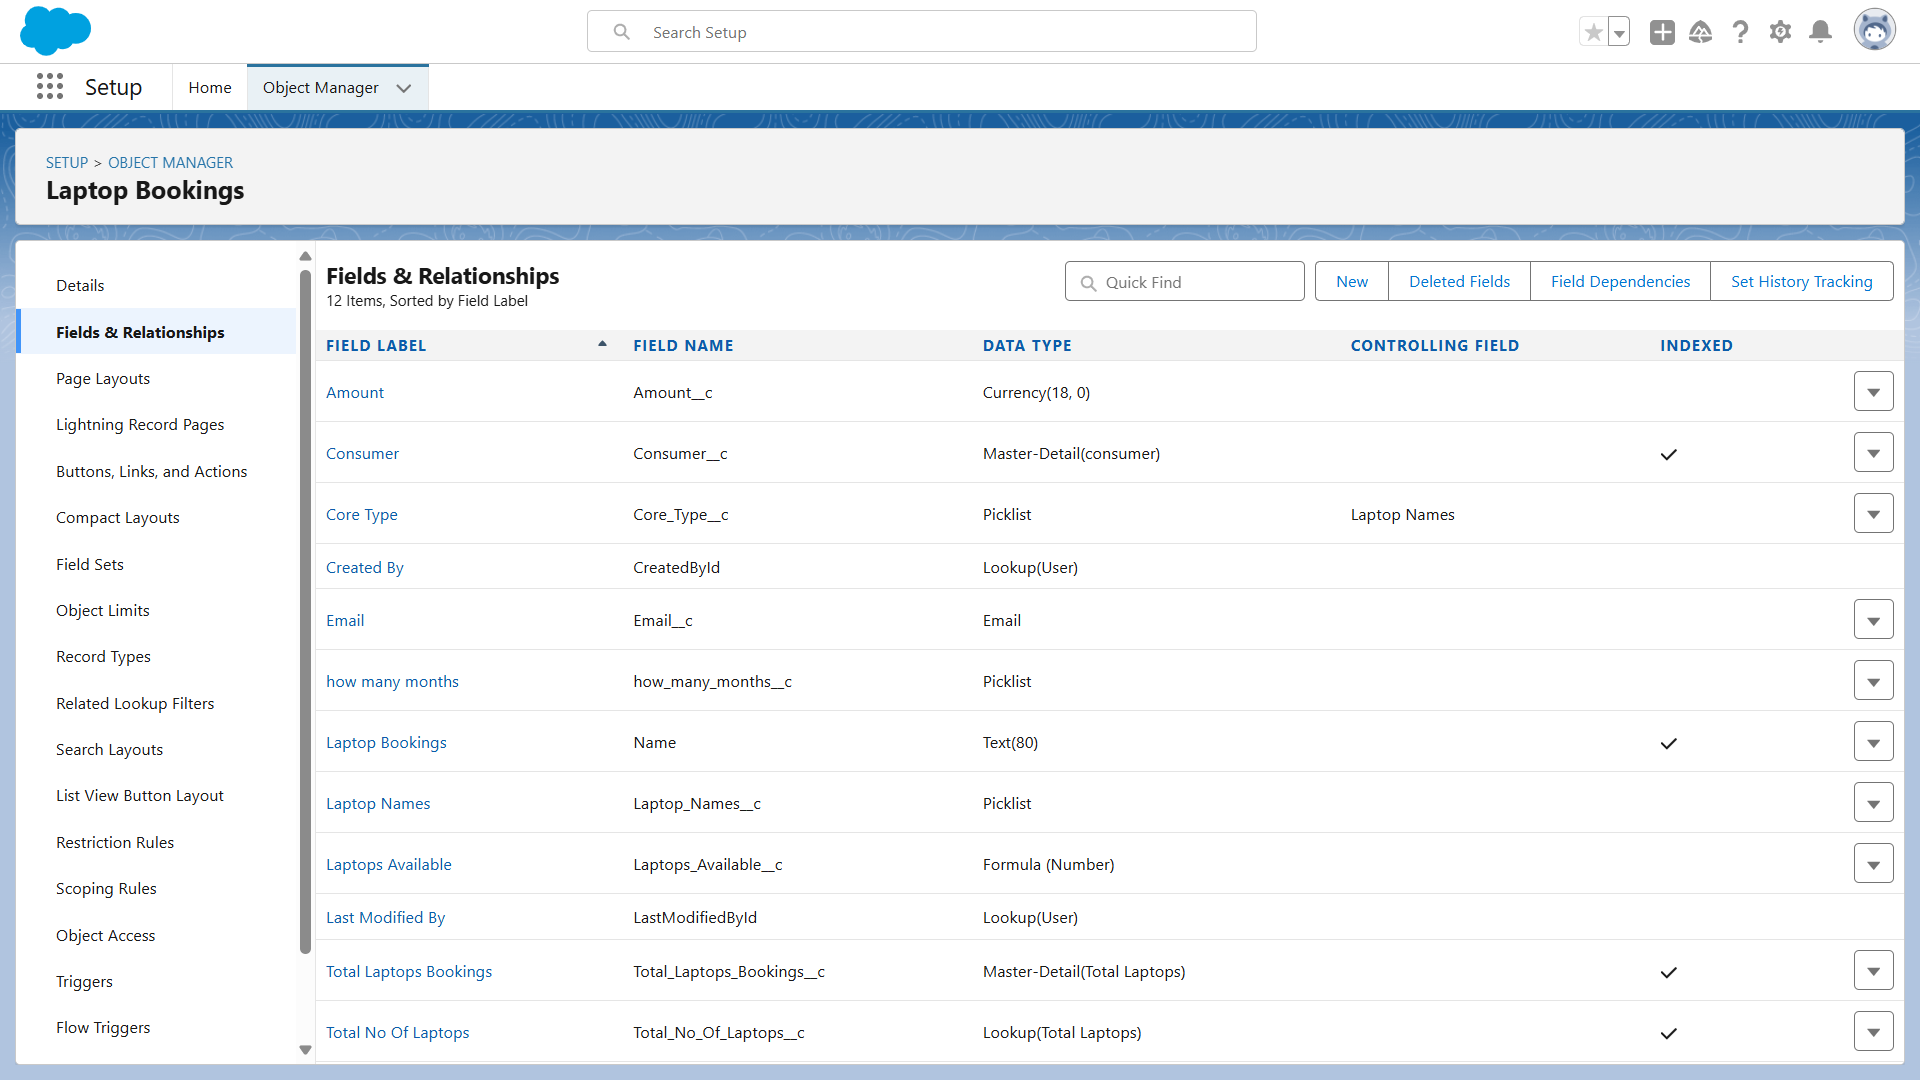 Search Setup
Setup
Home
Object Manager
SETUP > OBJECT MANAGER
Laptop Bookings
Details
Fields & Relationships
Page Layouts
Lightning Record Pages
Buttons, Links, and Actions
Compact Layouts
Field Sets
Object Limits
Record Types
Related Lookup Filters
Search Layouts
List View Button Layout
Restriction Rules
Scoping Rules
Object Access
Triggers
Flow Triggers
Fields & Relationships
12 Items, Sorted by Field Label
Quick Find
New
Deleted Fields
Field Dependencies
Set History Tracking
FIELD LABEL FIELD NAME DATA TYPE CONTROLLING FIELD INDEXED
Amount Amount__c Currency(18, 0)
Consumer Consumer__c Master-Detail(consumer)
Core Type Core_Type__c Picklist Laptop Names
Created By CreatedById Lookup(User)
Email Email__c Email
how many months how_many_months__c Picklist
Laptop Bookings Name Text(80)
Laptop Names Laptop_Names__c Picklist
Laptops Available Laptops_Available__c Formula (Number)
Last Modified By LastModifiedById Lookup(User)
Total Laptops Bookings Total_Laptops_Bookings__c Master-Detail(Total Laptops)
Total No Of Laptops Total_No_Of_Laptops__c Lookup(Total Laptops)